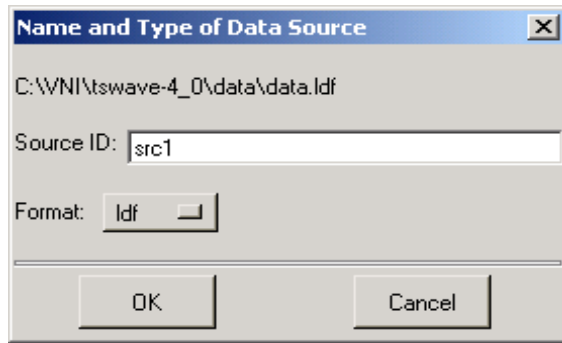 Name and Type of Data Source
C:\VNI\tswave-4_0\data\data.ldf
Source ID: src1
Format: ldf
OK Cancel